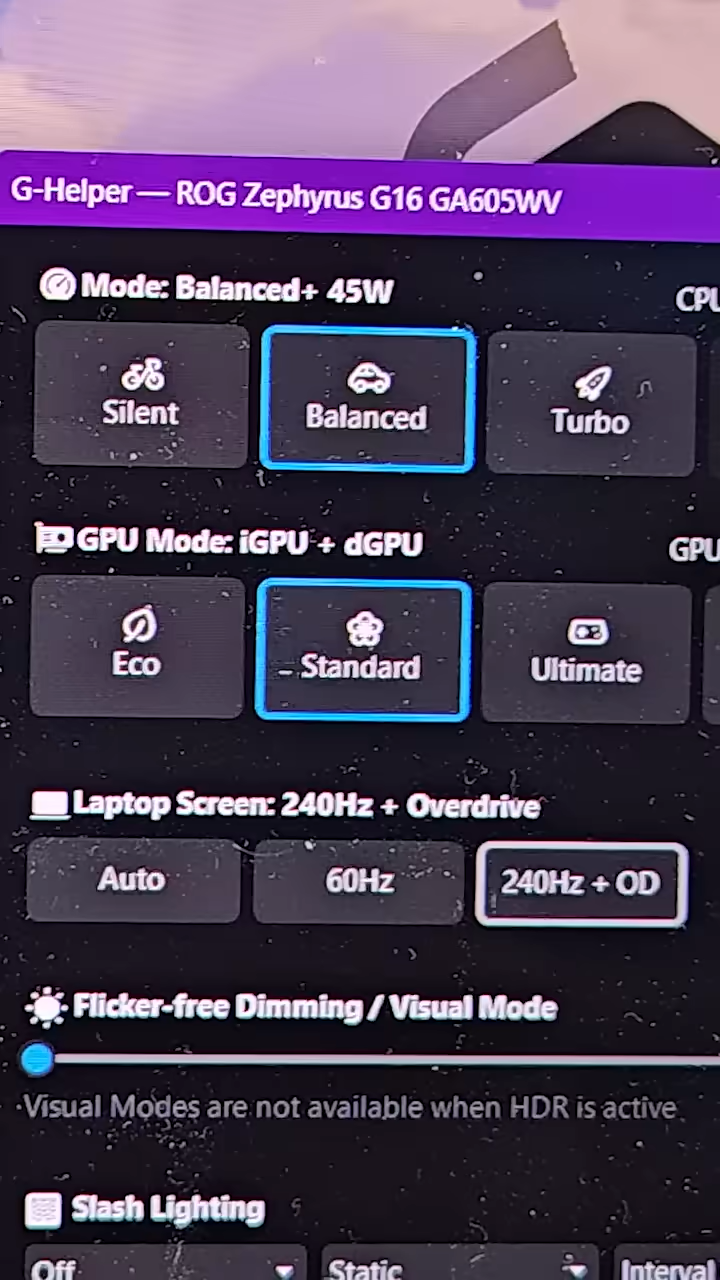 G-Helper — ROG Zephyrus G16 GA605WV
Mode: Balanced+ 45W
CPU
Silent
Balanced
Turbo
GPU Mode: iGPU + dGPU
GPU
Eco
Standard
Ultimate
Laptop Screen: 240Hz + Overdrive
Auto
60Hz
240Hz + OD
Flicker-free Dimming / Visual Mode
Visual Modes are not available when HDR is active
Slash Lighting
Off
Static
Interval